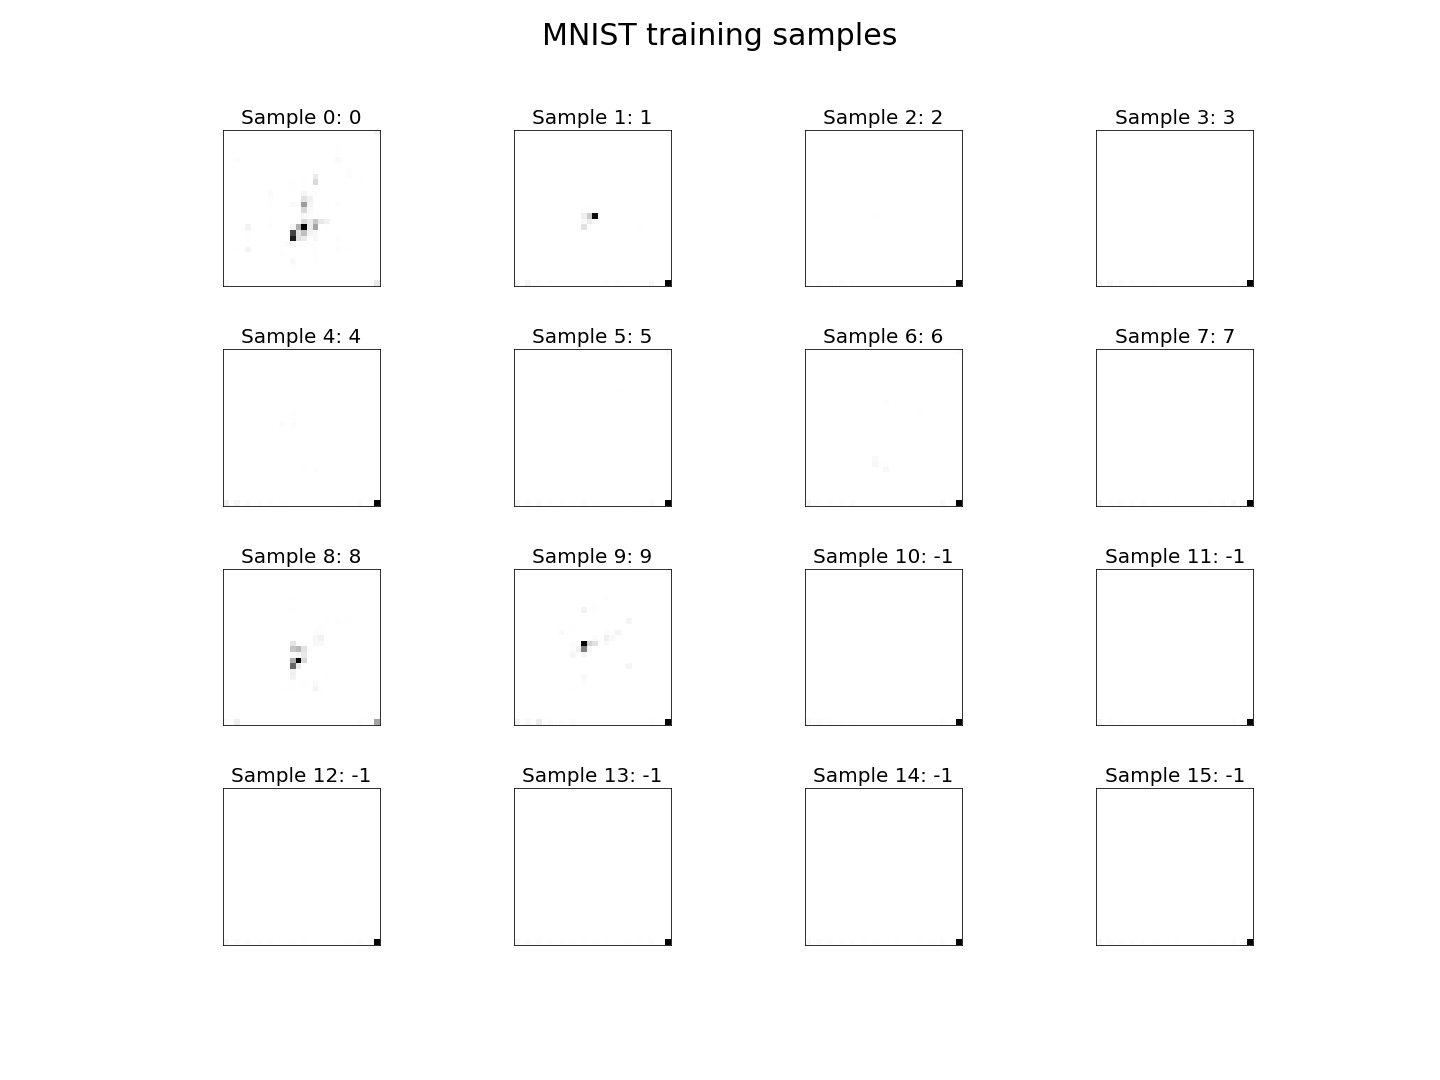 MNIST training samples
Sample 0: 0
Sample 1: 1
Sample 2: 2
Sample 3: 3
Sample 4: 4
Sample 5: 5
Sample 6: 6
Sample 7: 7
Sample 8: 8
Sample 9: 9
Sample 10: -1
Sample 11: -1
Sample 12: -1
Sample 13: -1
Sample 14: -1
Sample 15: -1